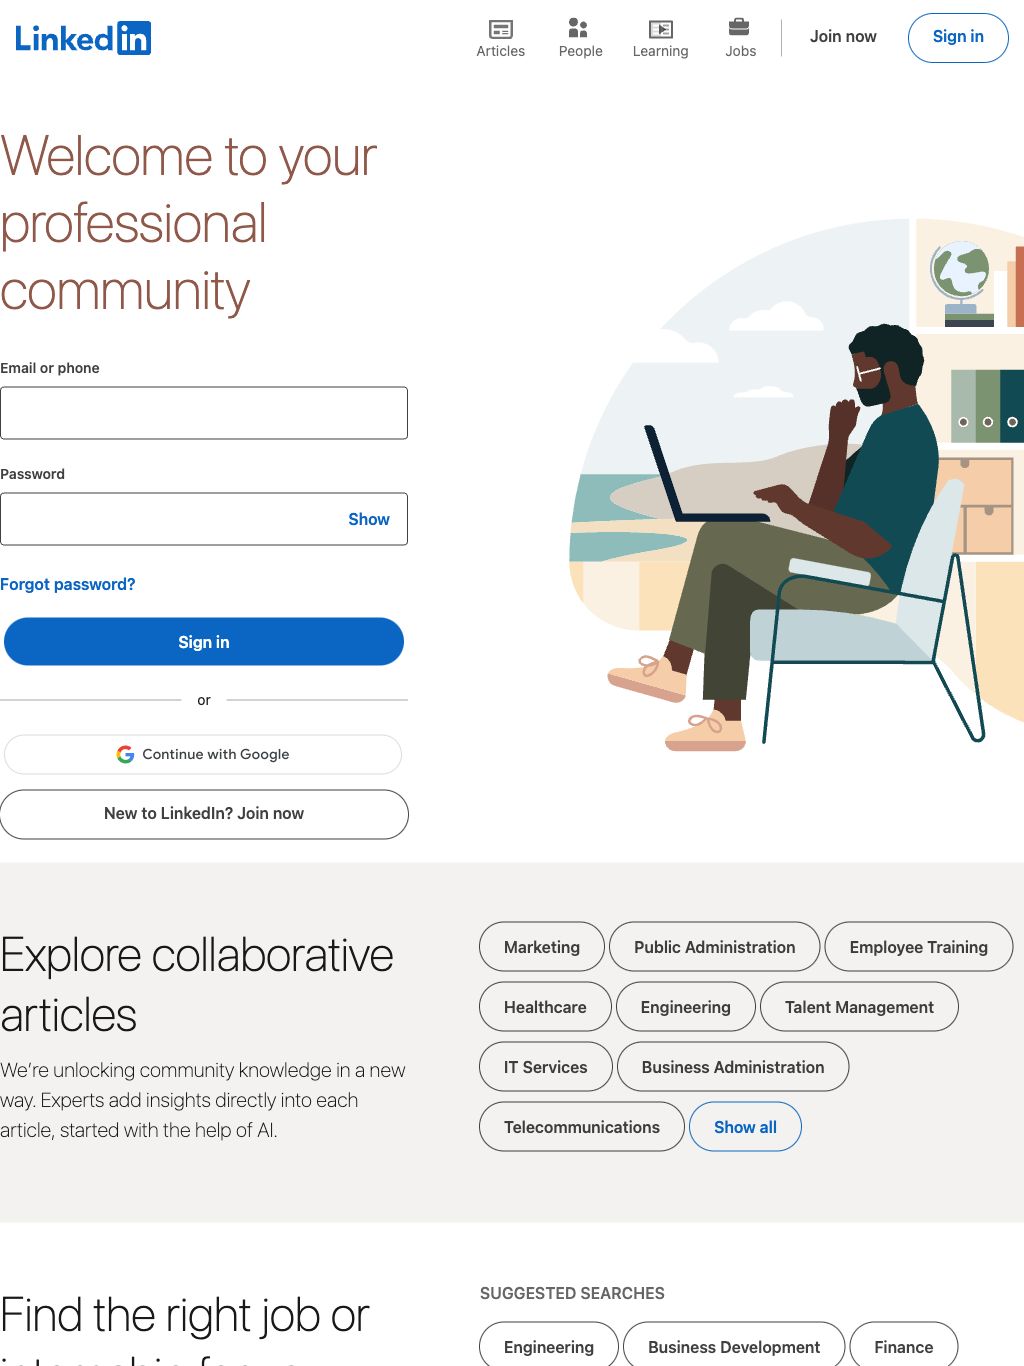 LinkedIn
Articles
People
Learning
Jobs
Join now
Sign in
Welcome to your
professional
community
Email or phone
Password
Show
Forgot password?
Sign in
or
Continue with Google
New to LinkedIn? Join now
Explore collaborative
articles
We’re unlocking community knowledge in a new
way. Experts add insights directly into each
article, started with the help of AI.
Marketing
Public Administration
Employee Training
Healthcare
Engineering
Talent Management
IT Services
Business Administration
Telecommunications
Show all
Find the right job or
SUGGESTED SEARCHES
Engineering
Business Development
Finance